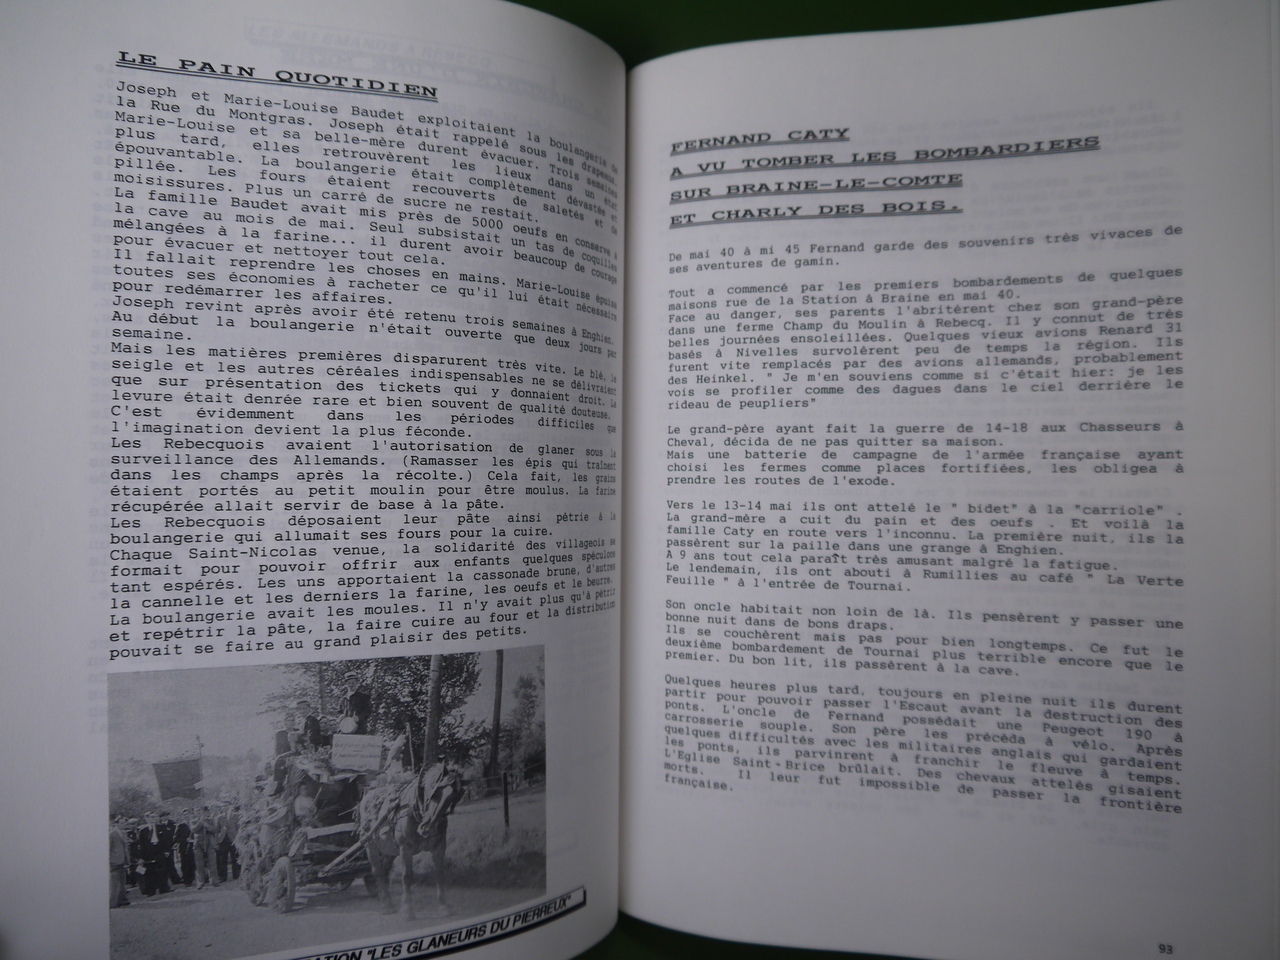 LE PAIN QUOTIDIEN
Joseph et Marie-Louise Baudet exploitaient la boulangerie de
la Rue du Montgras. Joseph était rappelé sous les drapeaux.
Marie-Louise et sa belle-mère durent évacuer. Trois semaines
plus tard, elles retrouvèrent les lieux dans un état
épouvantable. La boulangerie était complètement dévastée et
pillée. Les fours étaient recouverts de saletés et de
moisissures. Plus un carré de sucre ne restait.
La famille Baudet avait mis près de 5000 oeufs en conserve à
la cave au mois de mai. Seul subsistait un tas de coquilles
mélangées à la farine... il durent avoir beaucoup de courage
pour évacuer et nettoyer tout cela.
Il fallait reprendre les choses en mains. Marie-Louise épuisa
toutes ses économies à racheter ce qu'il lui était nécessaire
pour redémarrer les affaires.
Joseph revint après avoir été retenu trois semaines à Enghien.
Au début la boulangerie n'était ouverte que deux jours par
semaine.
Mais les matières premières disparurent très vite. Le blé, le
seigle et les autres céréales indispensables ne se délivraient
que sur présentation des tickets qui y donnaient droit. La
levure était denrée rare et bien souvent de qualité douteuse.
C'est évidemment dans les périodes difficiles que
l'imagination devient la plus féconde.
Les Rebecquois avaient l'autorisation de glaner sous la
surveillance des Allemands. (Ramasser les épis qui traînent
dans les champs après la récolte.) Cela fait, les grains
étaient portés au petit moulin pour être moulus. La farine
récupérée allait servir de base à la pâte.
Les Rebecquois déposaient leur pâte ainsi pétrie à la
boulangerie qui allumait ses fours pour la cuire.
Chaque Saint-Nicolas venue, la solidarité des villageois se
formait pour pouvoir offrir aux enfants quelques spéculoos
tant espérés. Les uns apportaient la cassonade brune, d'autres
la cannelle et les derniers la farine, les oeufs et le beurre.
La boulangerie avait les moules. Il n'y avait plus qu'à pétrir
et repétrir la pâte, la faire cuire au four et la distribution
pouvait se faire au grand plaisir des petits.
"LES GLANEURS DU PIERREUX"
FERNAND CATY
A VU TOMBER LES BOMBARDIERS
SUR BRAINE-LE-COMTE
ET CHARLY DES BOIS.
De mai 40 à mi 45 Fernand garde des souvenirs très vivaces de
ses aventures de gamin.
Tout a commencé par les premiers bombardements de quelques
maisons rue de la Station à Braine en mai 40.
Face au danger, ses parents l'abritèrent chez son grand-père
dans une ferme Champ du Moulin à Rebecq. Il y connut de très
belles journées ensoleillées. Quelques vieux avions Renard 31
basés à Nivelles survolèrent peu de temps la région. Ils
furent vite remplacés par des avions allemands, probablement
des Heinkel. " Je m'en souviens comme si c'était hier: je les
vois se profiler comme des dagues dans le ciel derrière le
rideau de peupliers"
Le grand-père ayant fait la guerre de 14-18 aux Chasseurs à
Cheval, décida de ne pas quitter sa maison.
Mais une batterie de campagne de l'armée française ayant
choisi les fermes comme places fortifiées, les obligea à
prendre les routes de l'exode.
Vers le 13-14 mai ils ont attelé le " bidet" à la "carriole" .
La grand-mère a cuit du pain et des oeufs . Et voilà la
famille Caty en route vers l'inconnu. La première nuit, ils la
passèrent sur la paille dans une grange à Enghien.
A 9 ans tout cela paraît très amusant malgré la fatigue.
Le lendemain, ils ont abouti à Rumillies au café " La Verte
Feuille " à l'entrée de Tournai.
Son oncle habitait non loin de là. Ils pensèrent y passer une
bonne nuit dans de bons draps.
Ils se couchèrent mais pas pour bien longtemps. Ce fut le
deuxième bombardement de Tournai plus terrible encore que le
premier. Du bon lit, ils passèrent à la cave.
Quelques heures plus tard, toujours en pleine nuit ils durent
partir pour pouvoir passer l'Escaut avant la destruction des
ponts. L'oncle de Fernand possédait une Peugeot 190 à
carrosserie souple. Son père les précéda à vélo. Après
quelques difficultés avec les militaires anglais qui gardaient
les ponts, ils parvinrent à franchir le fleuve à temps.
L'Eglise Saint-Brice brûlait. Des chevaux attelés gisaient
morts. Il leur fut impossible de passer la frontière
française.
93